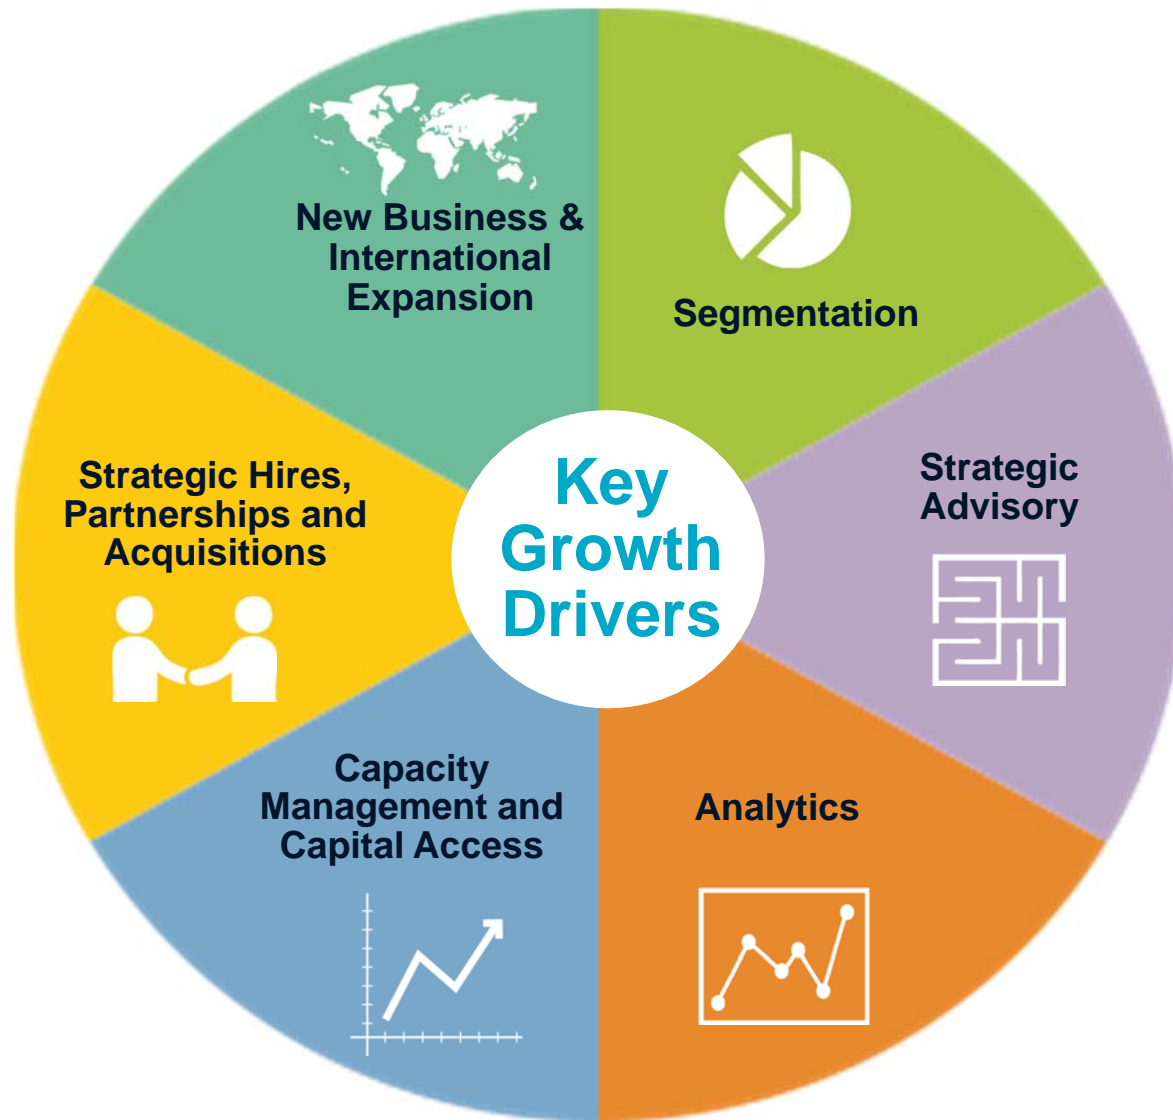 New Business &
International
Expansion
Segmentation
Strategic Hires,
Partnerships and
Acquisitions
Key
Growth
Drivers
Strategic
Advisory
Capacity
Management and
Capital Access
Analytics